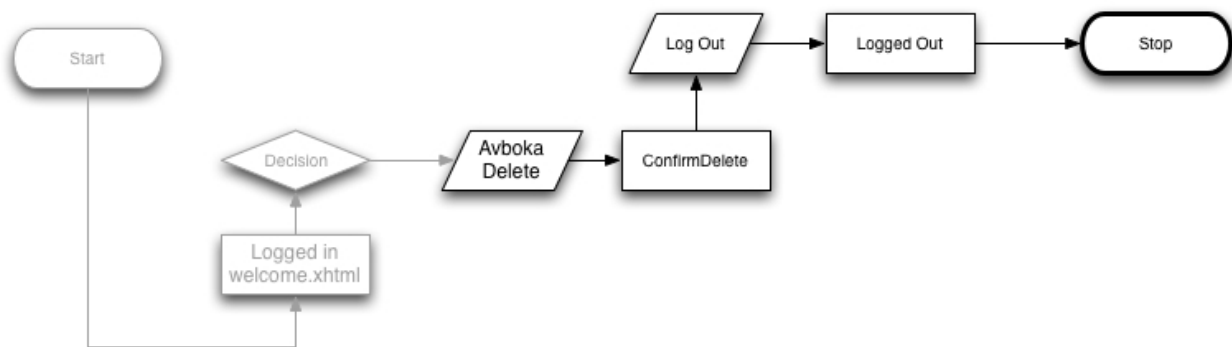 Log Out
Logged Out
Stop
Start
Avboka
Delete
ConfirmDelete
Decision
Logged in
welcome.xhtml